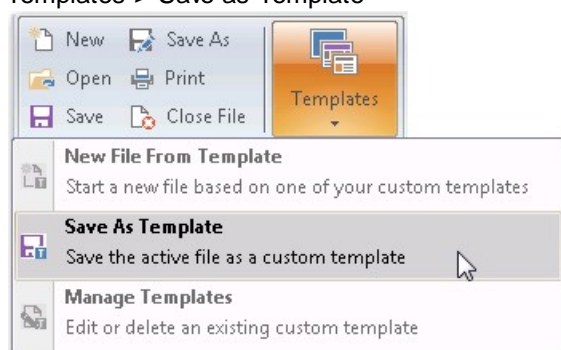 Templates > Save as Template
New Save As
Open Print
Save Close File
Templates
New File From Template
Start a new file based on one of your custom templates
Save As Template
Save the active file as a custom template
Manage Templates
Edit or delete an existing custom template